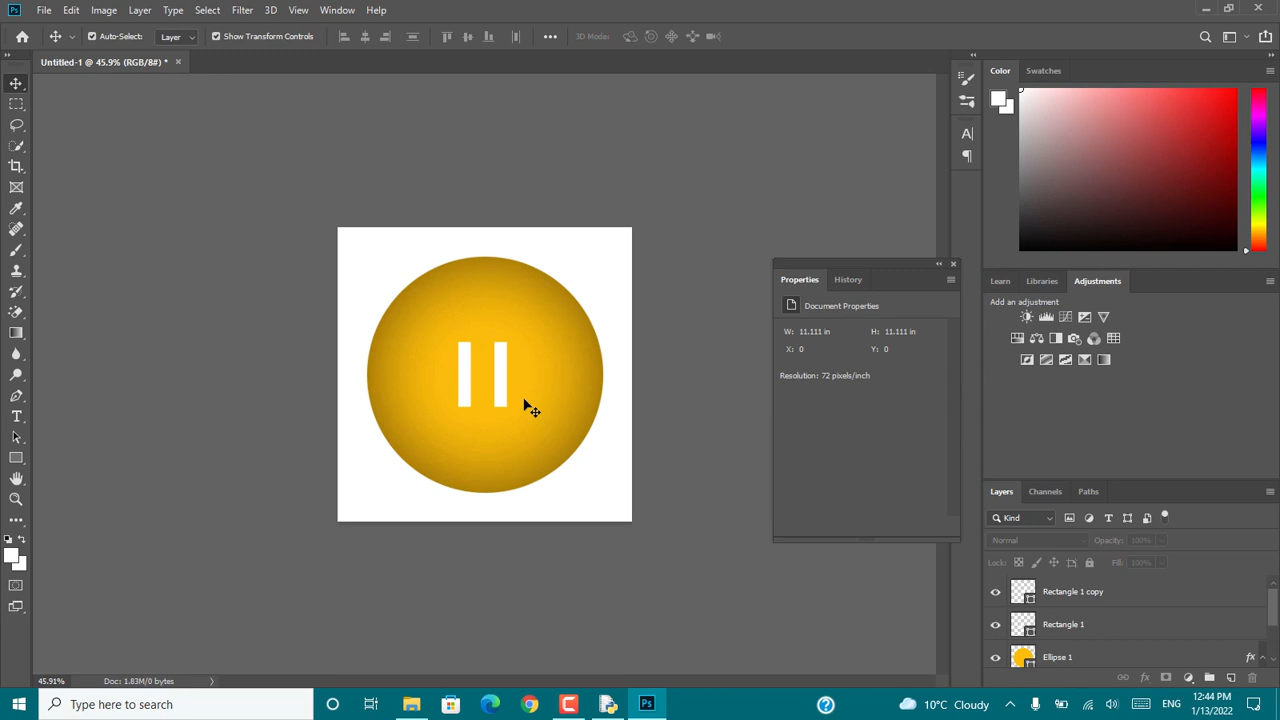 Ps File Edit Image Layer Type Select Filter 3D View Window Help
Auto-Select: Layer Show Transform Controls 3D Mode:
Untitled-1 @ 45.9% (RGB/8#) *
Color Swatches
Properties History
Document Properties
W: 11.111 in H: 11.111 in
X: 0 Y: 0
Resolution: 72 pixels/inch
Learn Libraries Adjustments
Add an adjustment
Layers Channels Paths
Kind
Normal Opacity: 100%
Lock: Fill: 100%
Rectangle 1 copy
Rectangle 1
Ellipse 1 fx
fx
45.91% Doc: 1.83M/0 bytes
Type here to search
Ps
10°C Cloudy
ENG
12:44 PM
1/13/2022